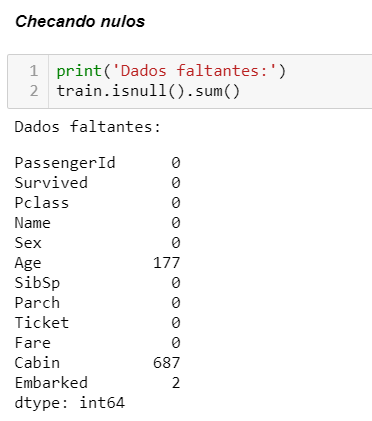 Checando nulos
1 print('Dados faltantes:')
2 train.isnull().sum()
Dados faltantes:
PassengerId 0
Survived 0
Pclass 0
Name 0
Sex 0
Age 177
SibSp 0
Parch 0
Ticket 0
Fare 0
Cabin 687
Embarked 2
dtype: int64